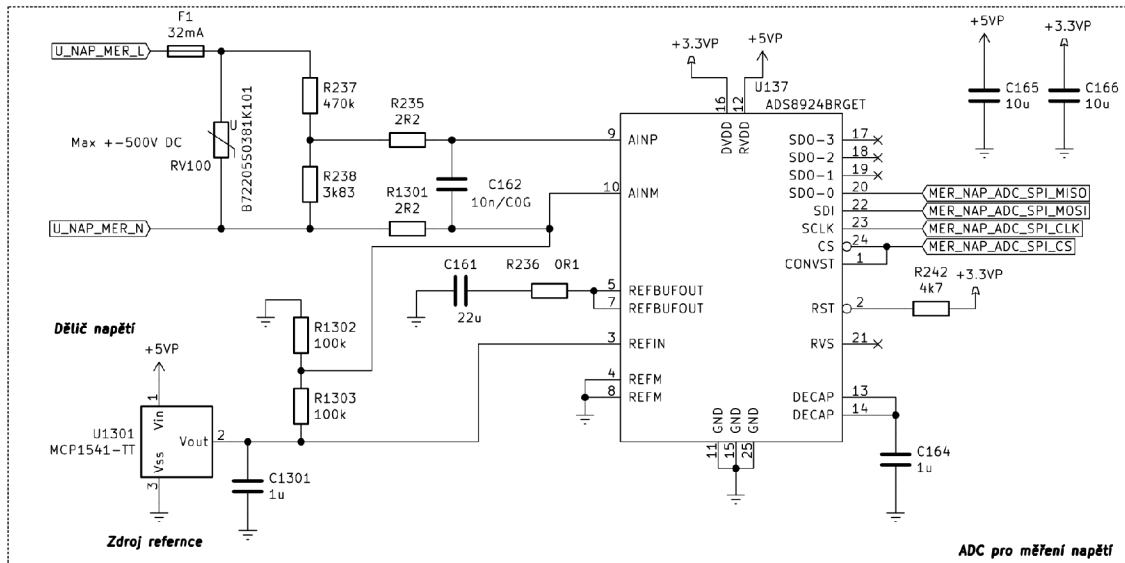 F1
32mA
U_NAP_MER_L
R237
470k
R235
2R2
Max +-500V DC
U
RV100
B72205S0381K101
R238
3k83
R1301
2R2
C162
10n/C0G
U_NAP_MER_N
C161
22u
R236
0R1
R1302
100k
Dělič napětí
+5VP
R1303
100k
1
Vin
U1301
MCP1541-TT
Vout
2
Vss
3
C1301
1u
Zdroj refernce
+3.3VP
+5VP
U137
ADS8924BRGET
16
12
DVDD
RVDD
9
AINP
10
AINM
5
REFBUFOUT
7
REFBUFOUT
3
REFIN
4
REFM
8
REFM
SDO-3
17
SDO-2
18
SDO-1
19
SDO-0
20
MER_NAP_ADC_SPI_MISO
SDI
22
MER_NAP_ADC_SPI_MOSI
SCLK
23
MER_NAP_ADC_SPI_CLK
CS
24
MER_NAP_ADC_SPI_CS
CONVST
1
RST
2
R242
4k7
+3.3VP
RVS
21
DECAP
13
DECAP
14
GND
GND
GND
11
15
25
C164
1u
+5VP
C165
10u
+3.3VP
C166
10u
ADC pro měření napětí